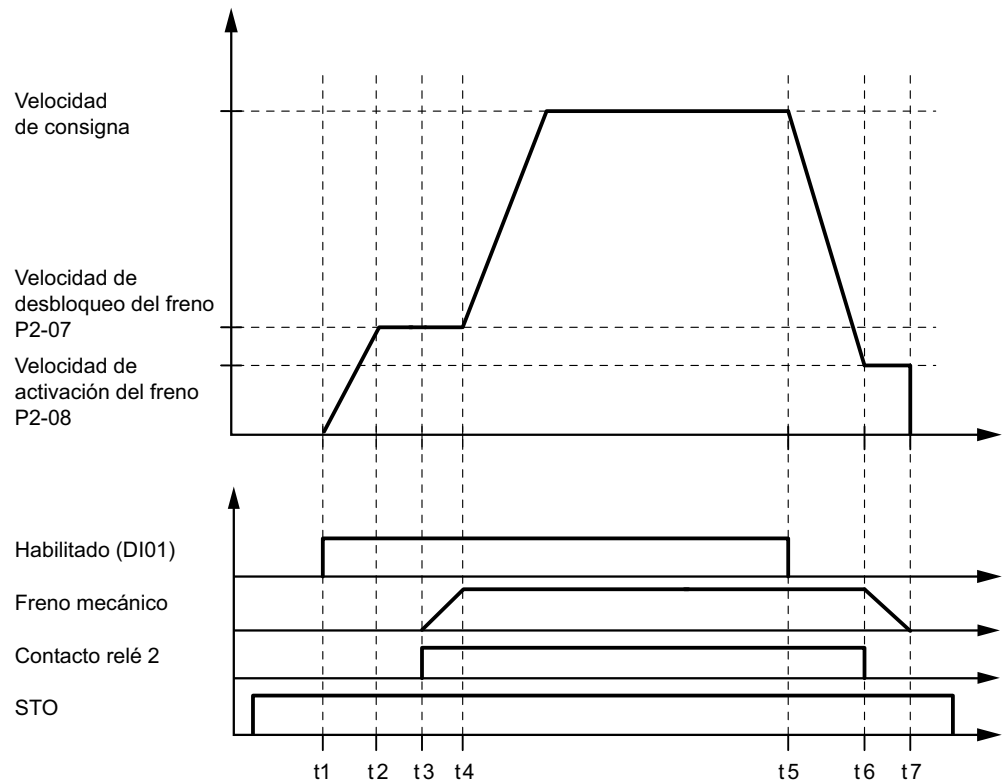 Velocidad
de consigna
Velocidad de
desbloqueo del freno
P2-07
Velocidad de
activación del freno
P2-08
Habilitado (DI01)
Freno mecánico
Contacto relé 2
STO
t1 t2 t3 t4 t5 t6 t7